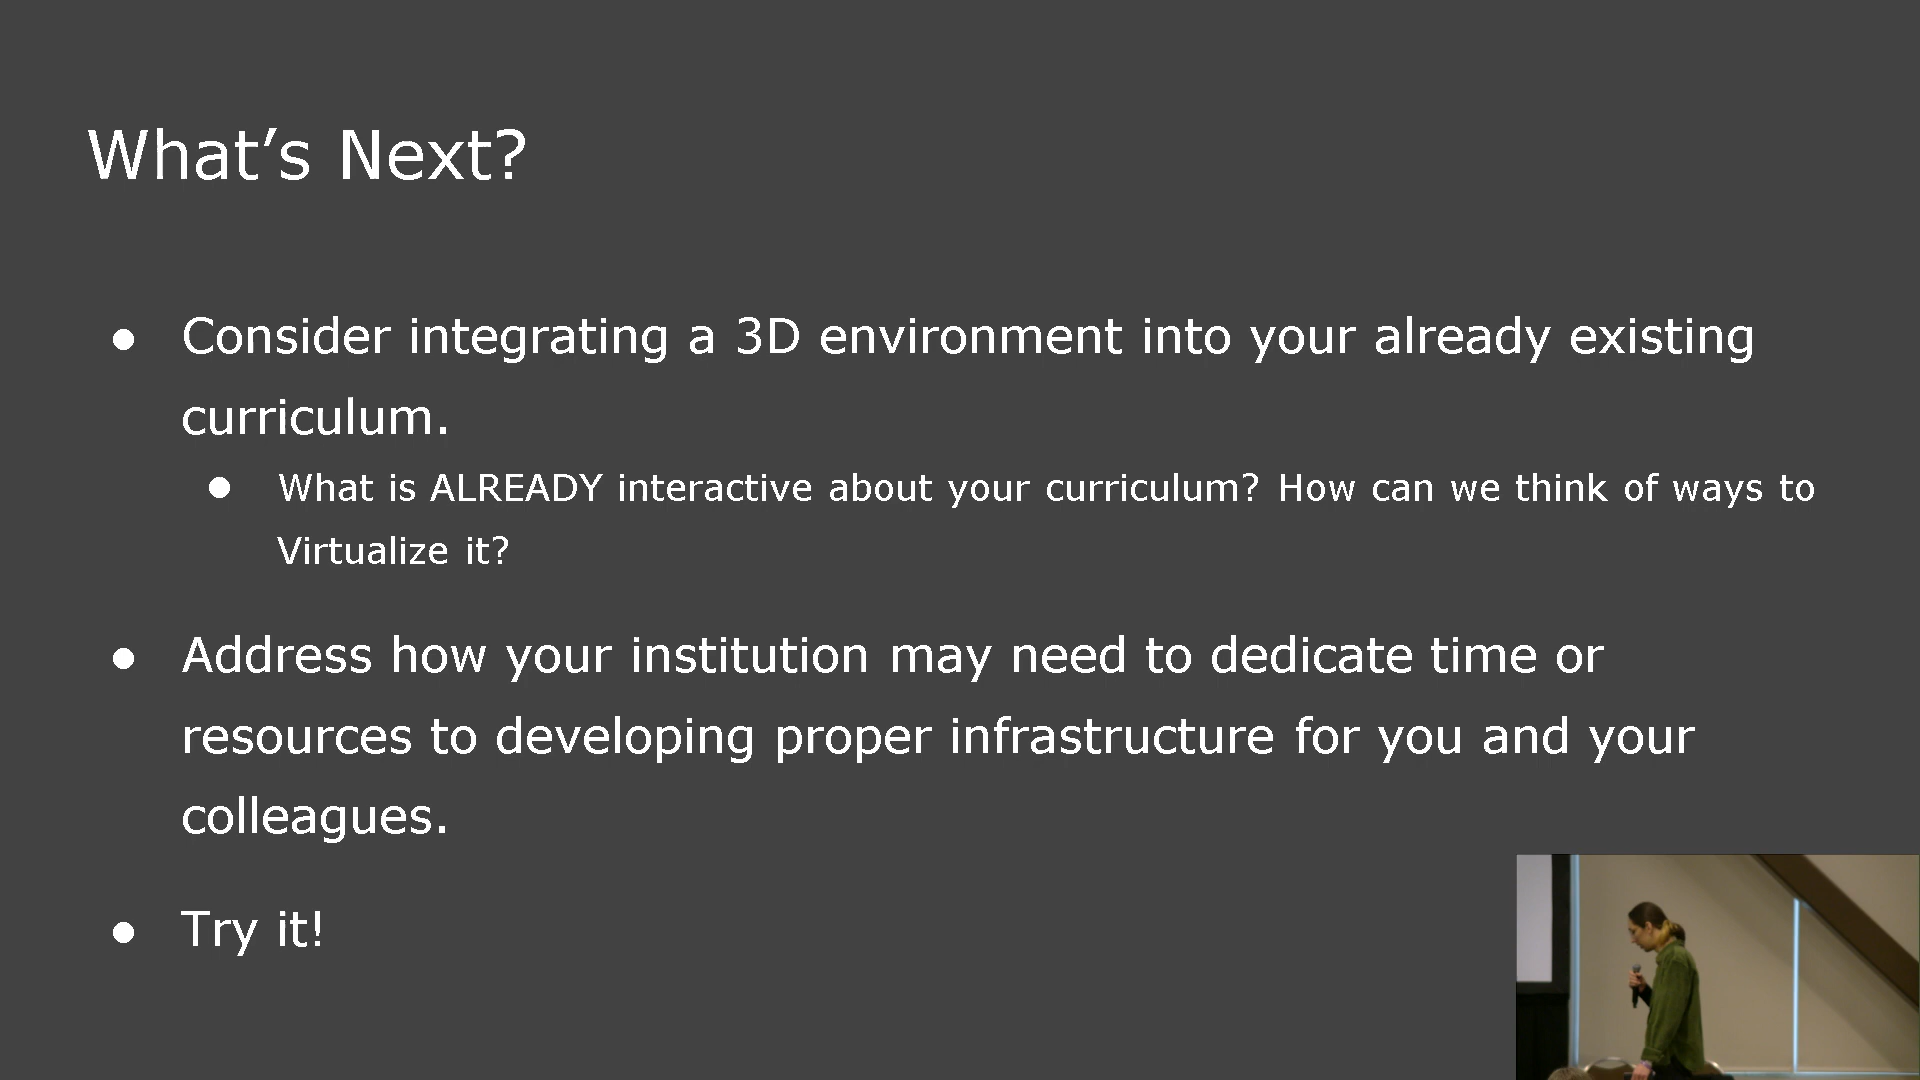 What’s Next?
● Consider integrating a 3D environment into your already existing
curriculum.
● What is ALREADY interactive about your curriculum? How can we think of ways to
Virtualize it?
● Address how your institution may need to dedicate time or
resources to developing proper infrastructure for you and your
colleagues.
● Try it!